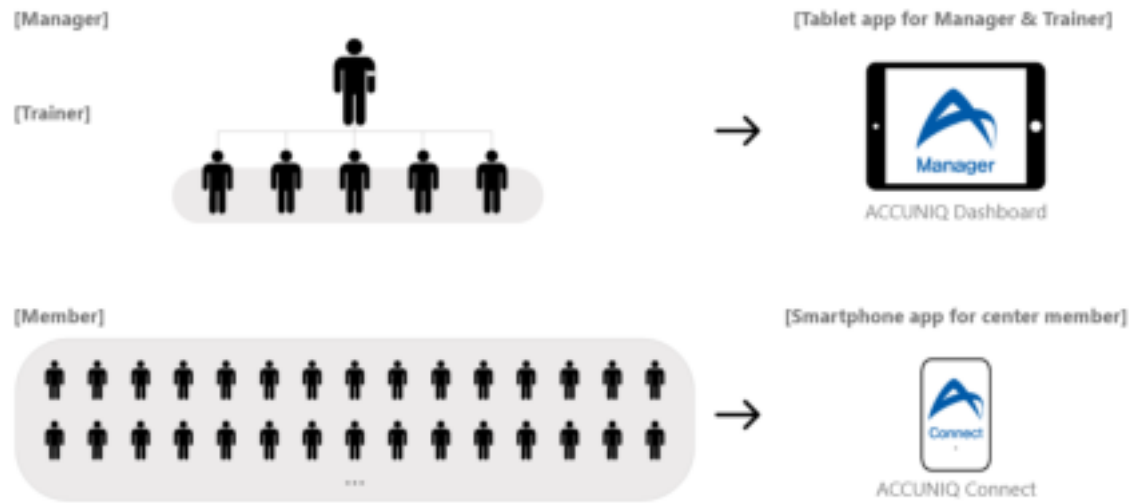 [Manager]
[Tablet app for Manager & Trainer]
[Trainer]
Manager
ACCUNIQ Dashboard
[Member]
[Smartphone app for center member]
Connect
...
ACCUNIQ Connect